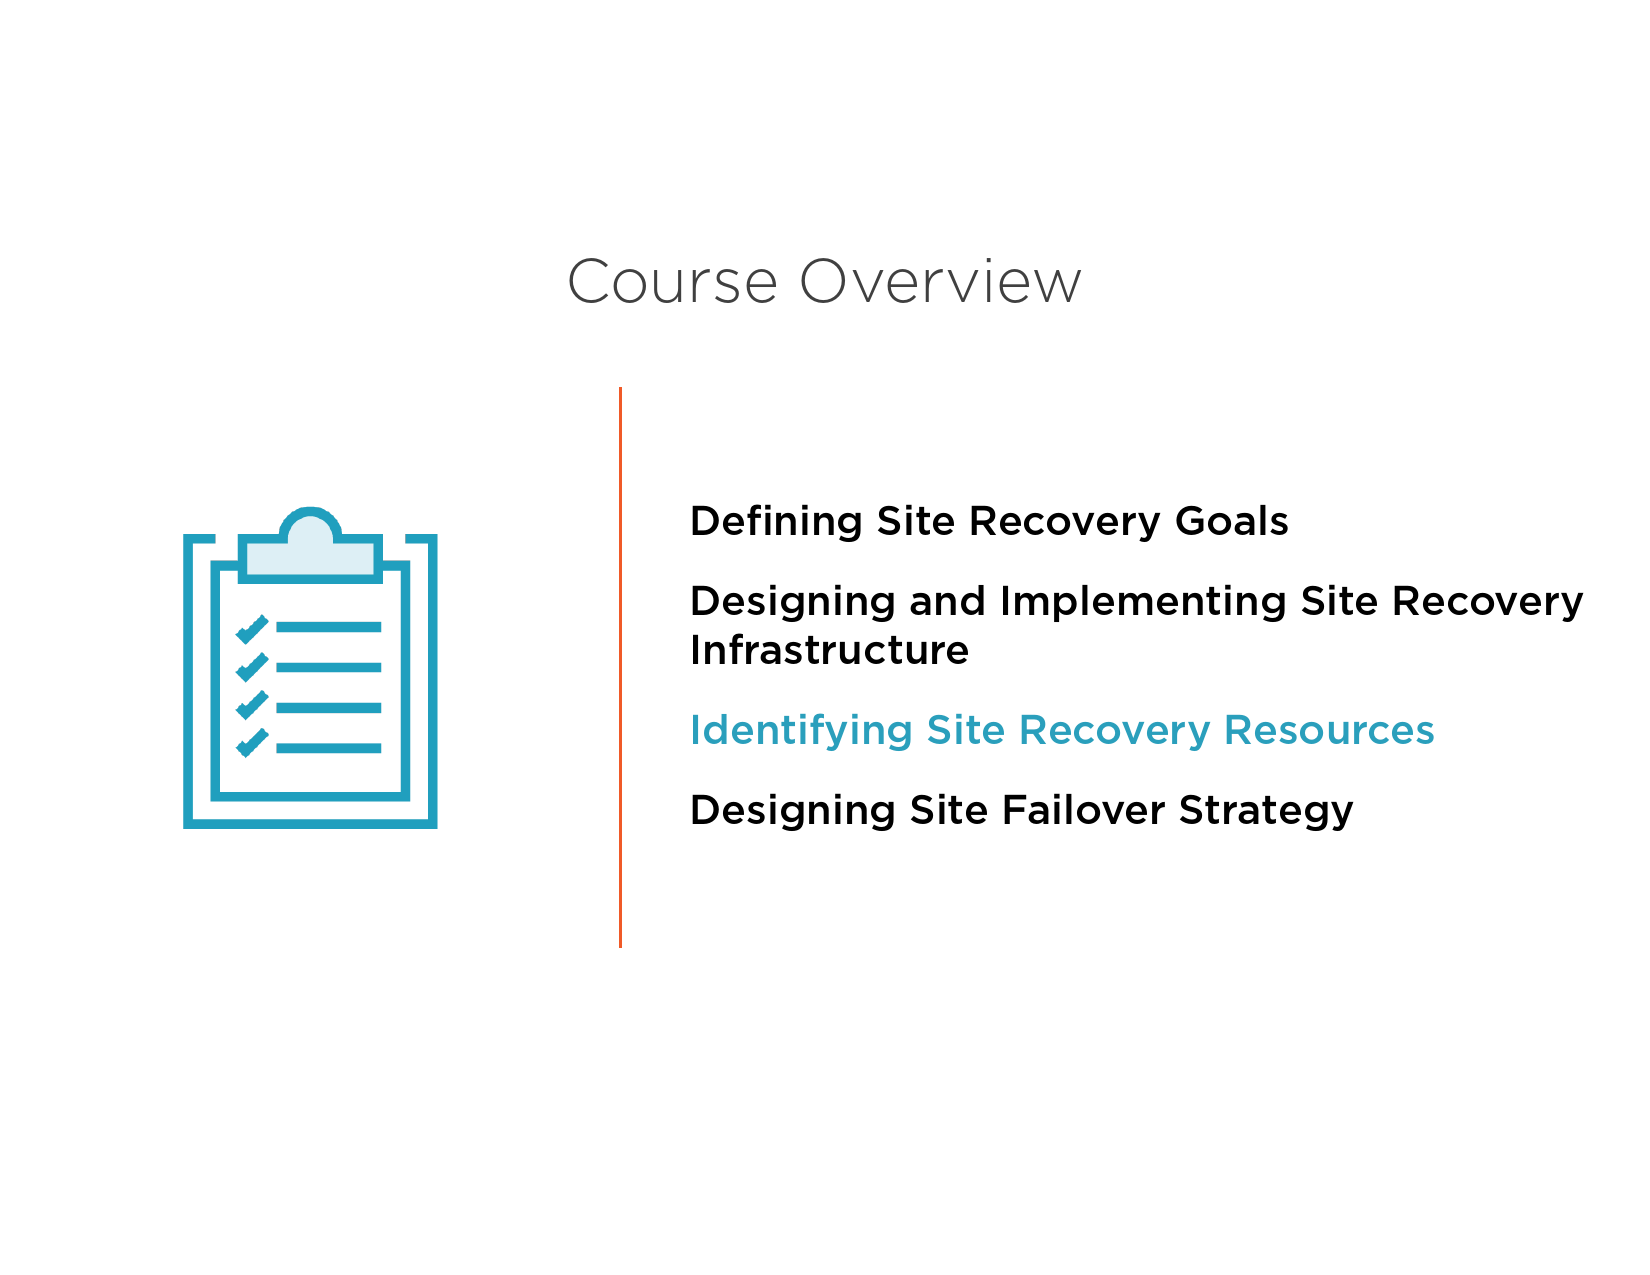 Course Overview
Defining Site Recovery Goals
Designing and Implementing Site Recovery
Infrastructure
Identifying Site Recovery Resources
Designing Site Failover Strategy